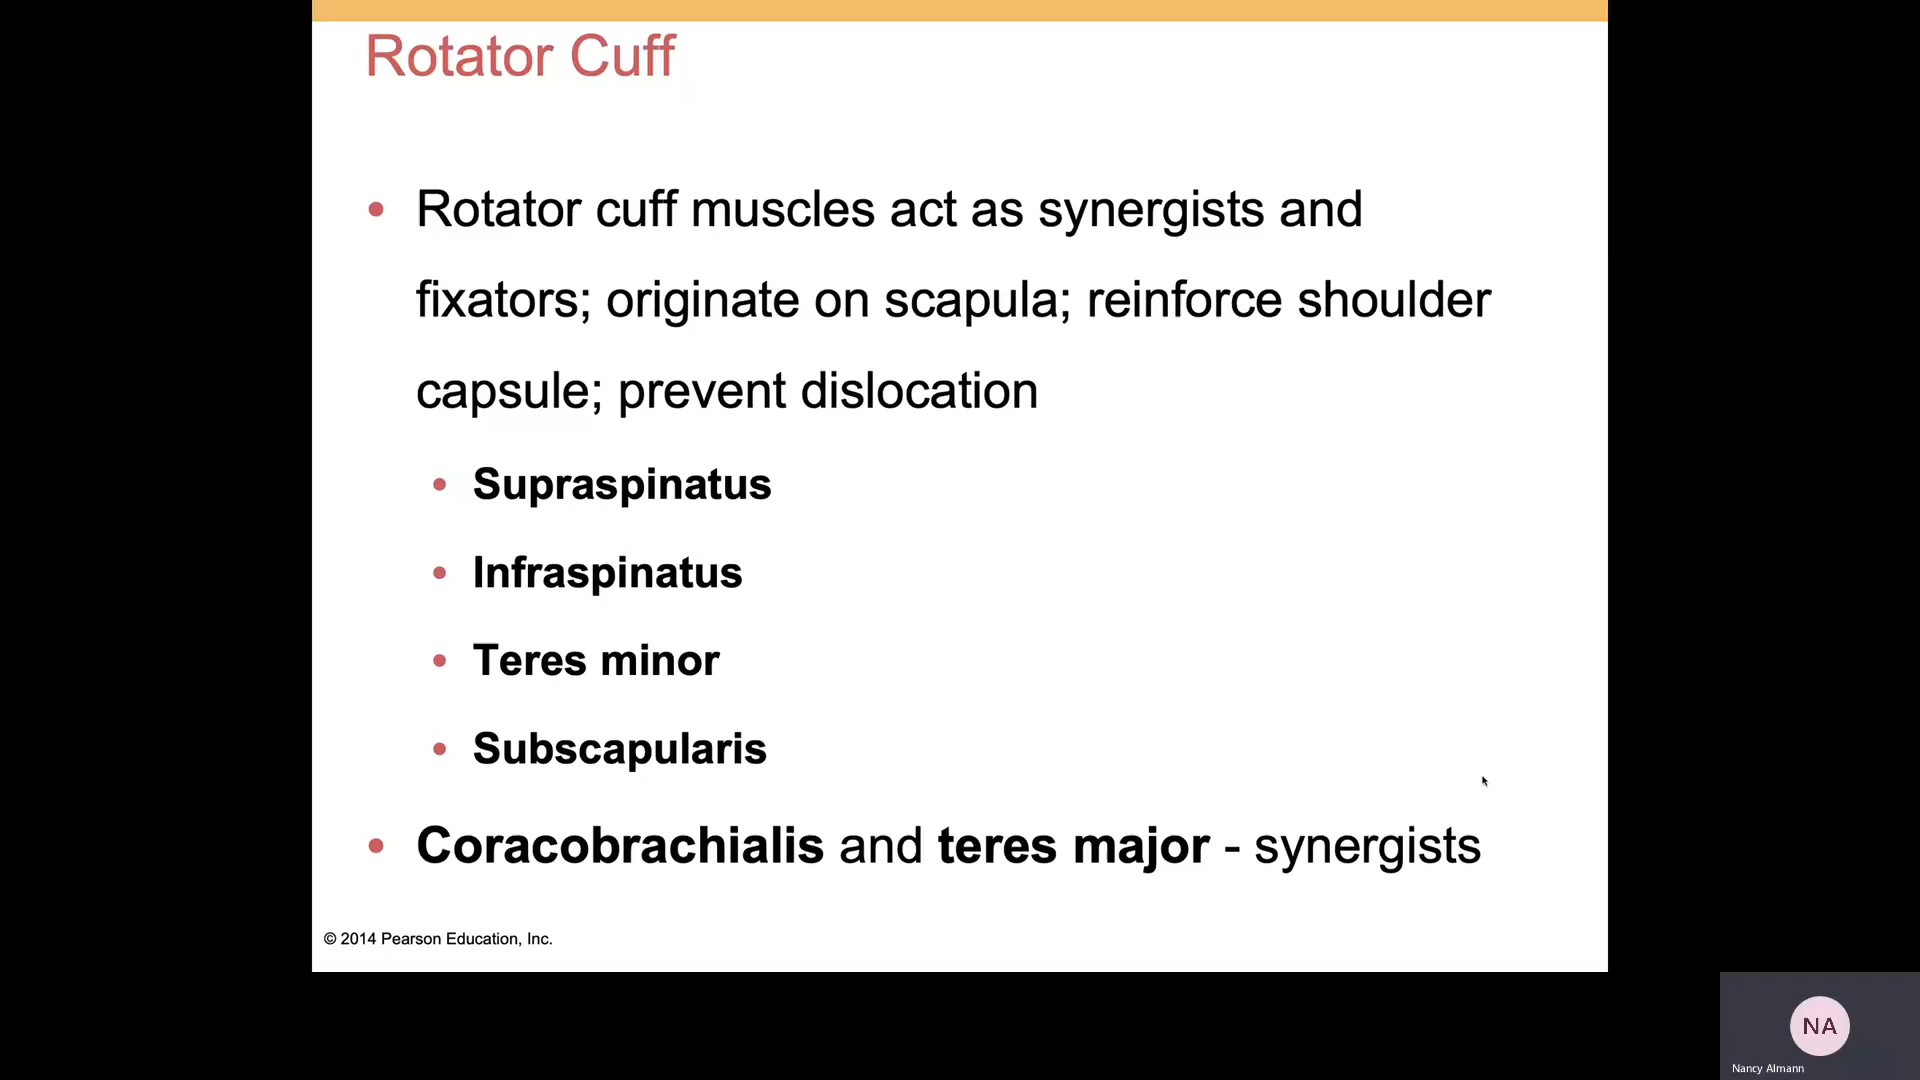 Rotator Cuff
• Rotator cuff muscles act as synergists and
fixators; originate on scapula; reinforce shoulder
capsule; prevent dislocation
• Supraspinatus
• Infraspinatus
• Teres minor
• Subscapularis
• Coracobrachialis and teres major - synergists
© 2014 Pearson Education, Inc.
NA
Nancy Almann